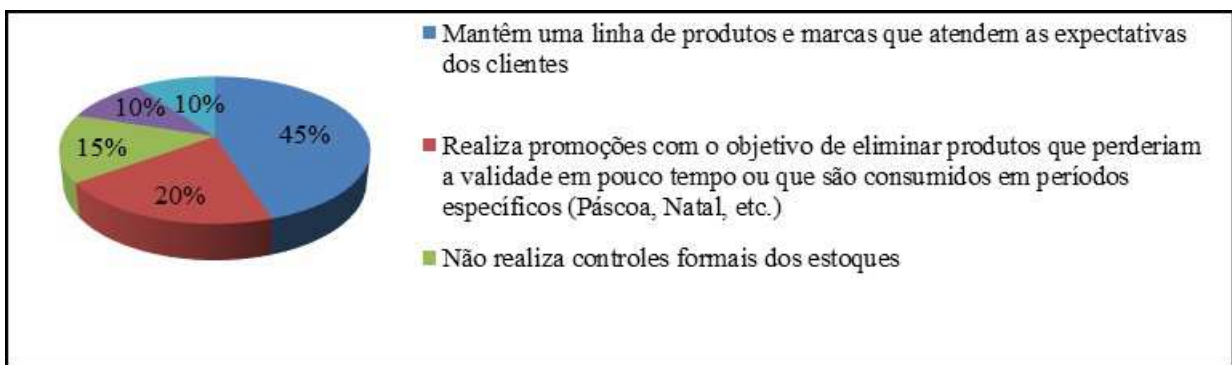 Mantêm uma linha de produtos e marcas que atendem as expectativas
dos clientes
10% 10%
45%
15%
20%
Realiza promoções com o objetivo de eliminar produtos que perderiam
a validade em pouco tempo ou que são consumidos em períodos
específicos (Páscoa, Natal, etc.)
Não realiza controles formais dos estoques